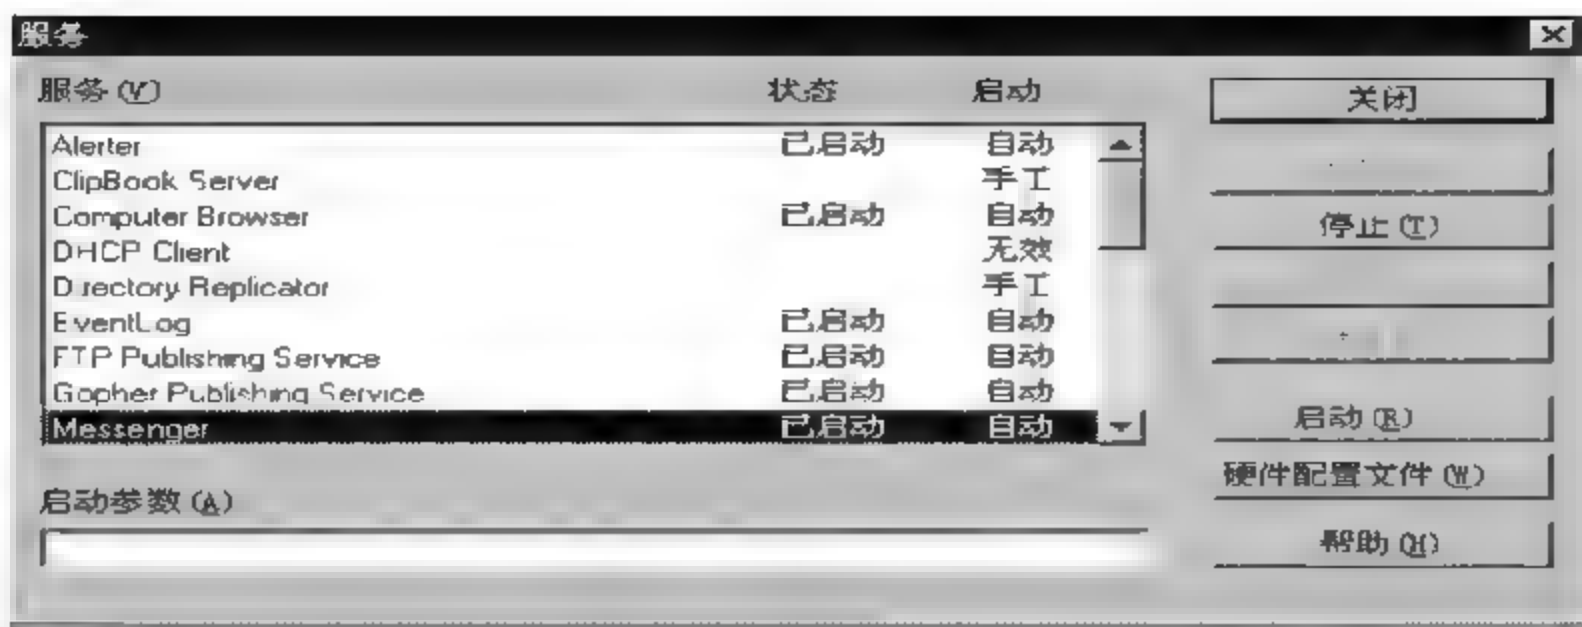 服务
服务(V) 状态 启动
关闭
Alerter 已启动 自动
ClipBook Server 手工
停止(T)
Computer Browser 已启动 自动
DHCP Client 无效
Directory Replicator 手工
EventLog 已启动 自动
FTP Publishing Service 已启动 自动
Gopher Publishing Service 已启动 自动
Messenger 已启动 自动
启动(R)
硬件配置文件(W)
启动参数(A)
帮助(H)